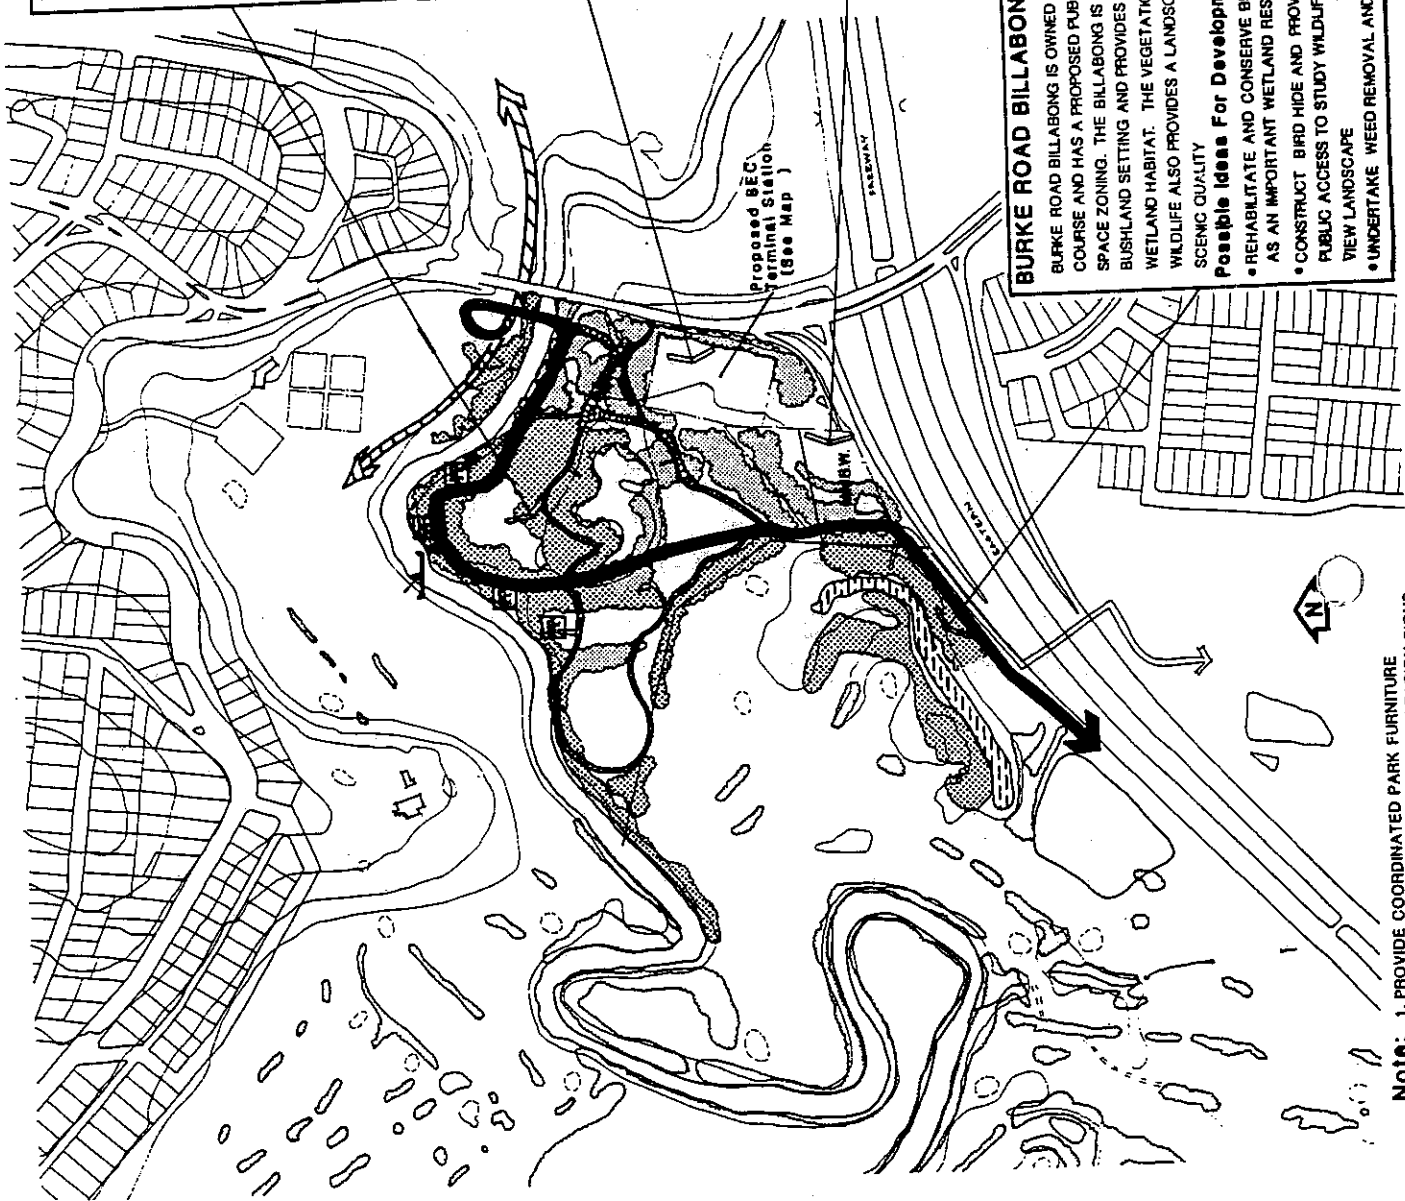 Proposed SEC
Terminal Station
(See Map )
FREEWAY
EASTERN
BURKE ROAD BILLABON
BURKE ROAD BILLABONG IS OWNED
COURSE AND HAS A PROPOSED PUB
SPACE ZONING. THE BILLABONG IS
BUSHLAND SETTING AND PROVIDES
WETLAND HABITAT. THE VEGETATI
WILDLIFE ALSO PROVIDES A LANDSC
SCENIC QUALITY
Possible Ideas For Developm
• REHABILITATE AND CONSERVE B
AS AN IMPORTANT WETLAND RES
• CONSTRUCT BIRD HIDE AND PROV
PUBLIC ACCESS TO STUDY WILDLIF
VIEW LANDSCAPE
• UNDERTAKE WEED REMOVAL AND
N
Note: 1. PROVIDE COORDINATED PARK FURNITURE